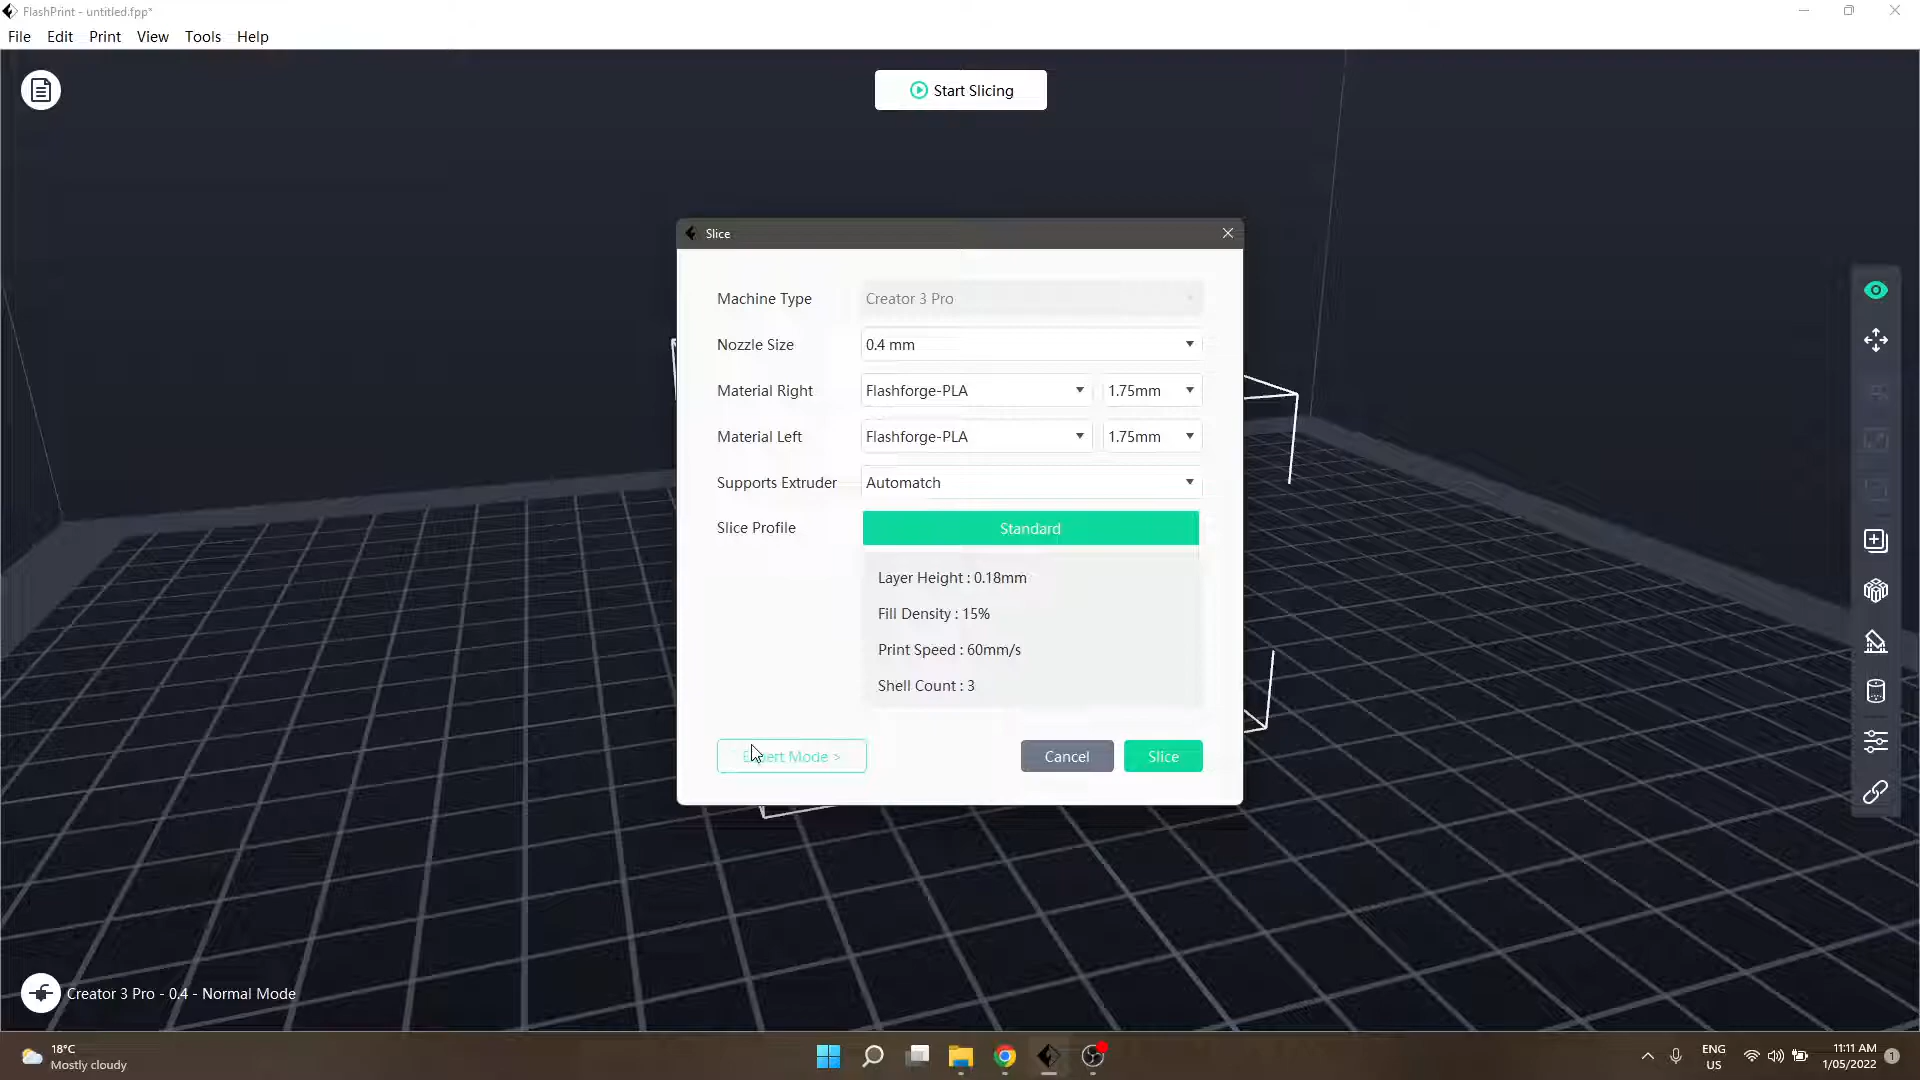 FlashPrint - untitled.fpp*
File Edit Print View Tools Help
Start Slicing
Slice
Machine Type Creator 3 Pro
Nozzle Size 0.4 mm
Material Right Flashforge-PLA 1.75mm
Material Left Flashforge-PLA 1.75mm
Supports Extruder Automatch
Slice Profile Standard
Layer Height : 0.18mm
Fill Density : 15%
Print Speed : 60mm/s
Shell Count : 3
Expert Mode > Cancel Slice
Creator 3 Pro - 0.4 - Normal Mode
18°C
Mostly cloudy
ENG
US
11:11 AM
1/05/2022
1